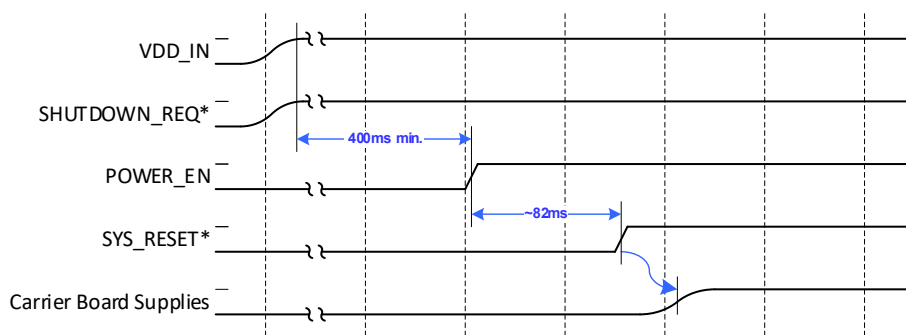 VDD_IN
SHUTDOWN_REQ*
400ms min.
POWER_EN
~82ms
SYS_RESET*
Carrier Board Supplies